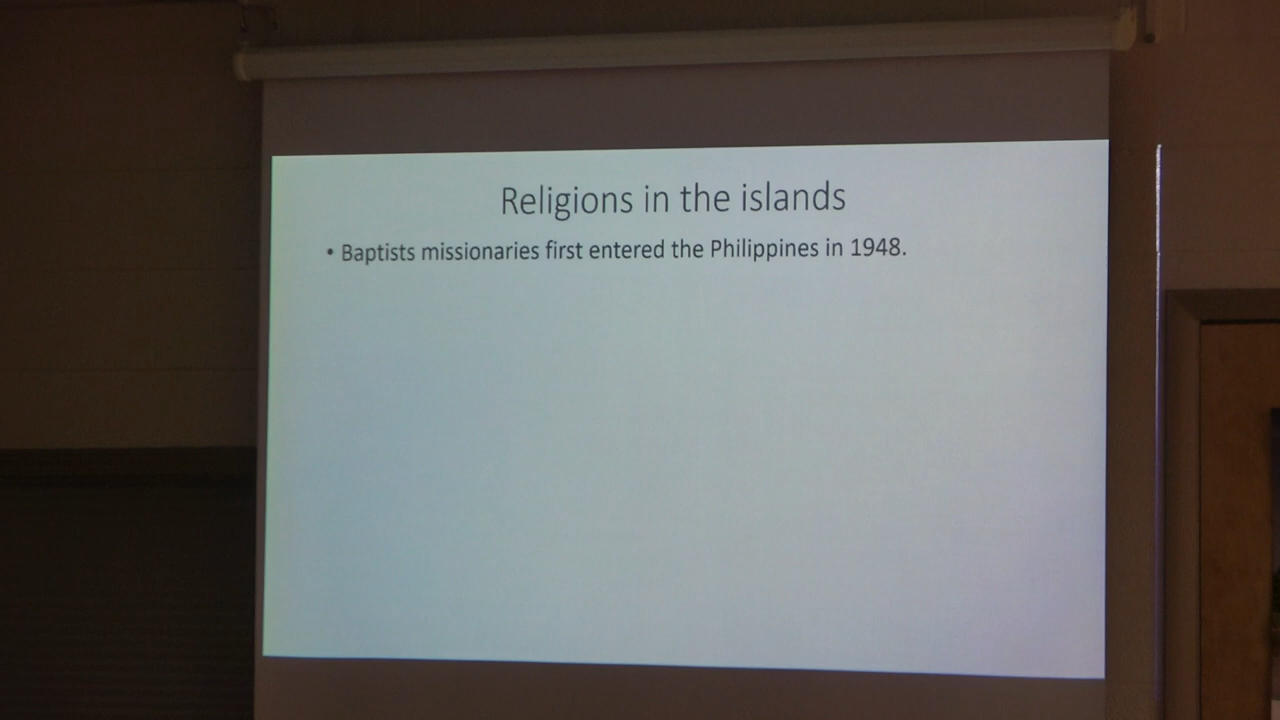 Religions in the islands
• Baptists missionaries first entered the Philippines in 1948.